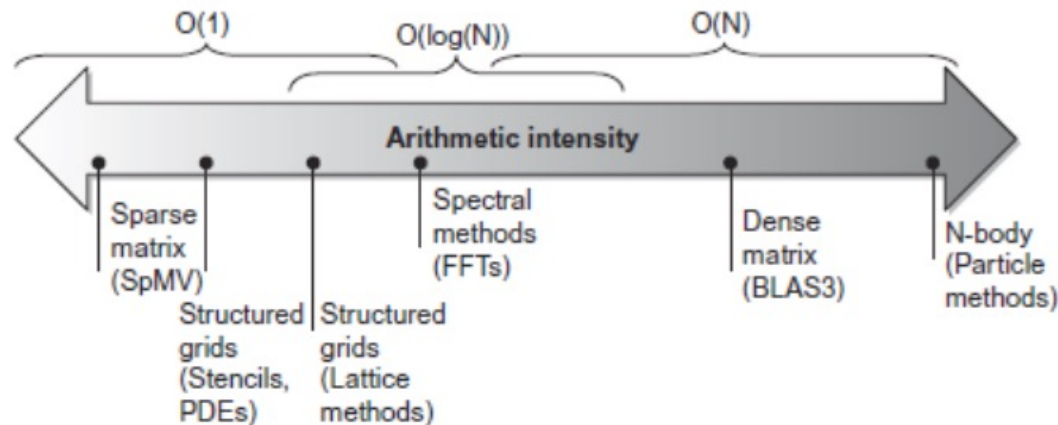 O(1)
O(log(N))
O(N)
Arithmetic intensity
Sparse
matrix
(SpMV)
Structured
grids
(Stencils,
PDEs)
Structured
grids
(Lattice
methods)
Spectral
methods
(FFTs)
Dense
matrix
(BLAS3)
N-body
(Particle
methods)